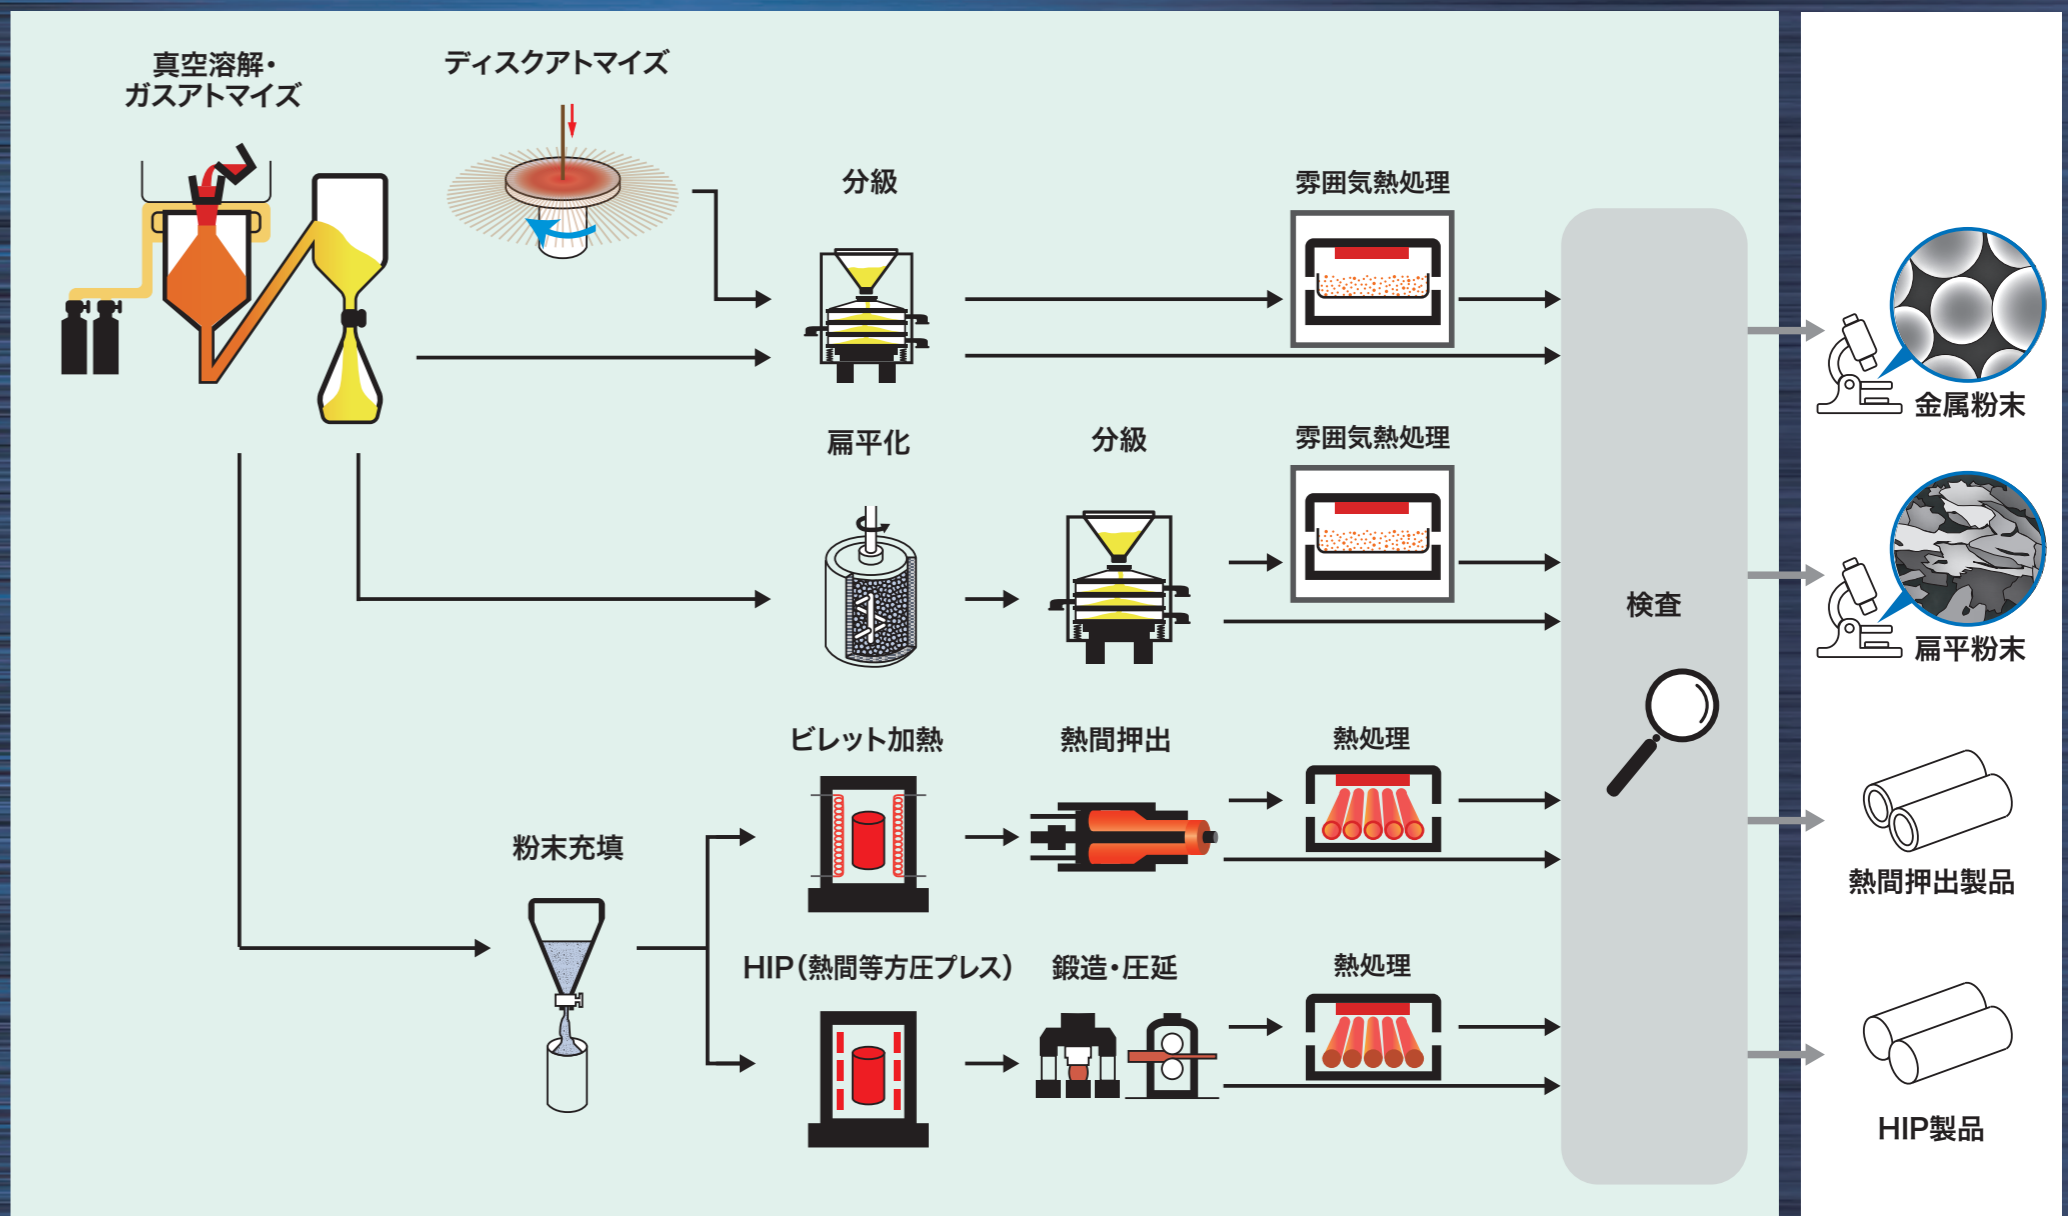 真空溶解・
ガスアトマイズ
ディスクアトマイズ
分級
雰囲気熱処理
金属粉末
扁平化
分級
雰囲気熱処理
検査
扁平粉末
ビレット加熱
熱間押出
熱処理
粉末充填
熱間押出製品
HIP(熱間等方圧プレス)
鍛造・圧延
熱処理
HIP製品